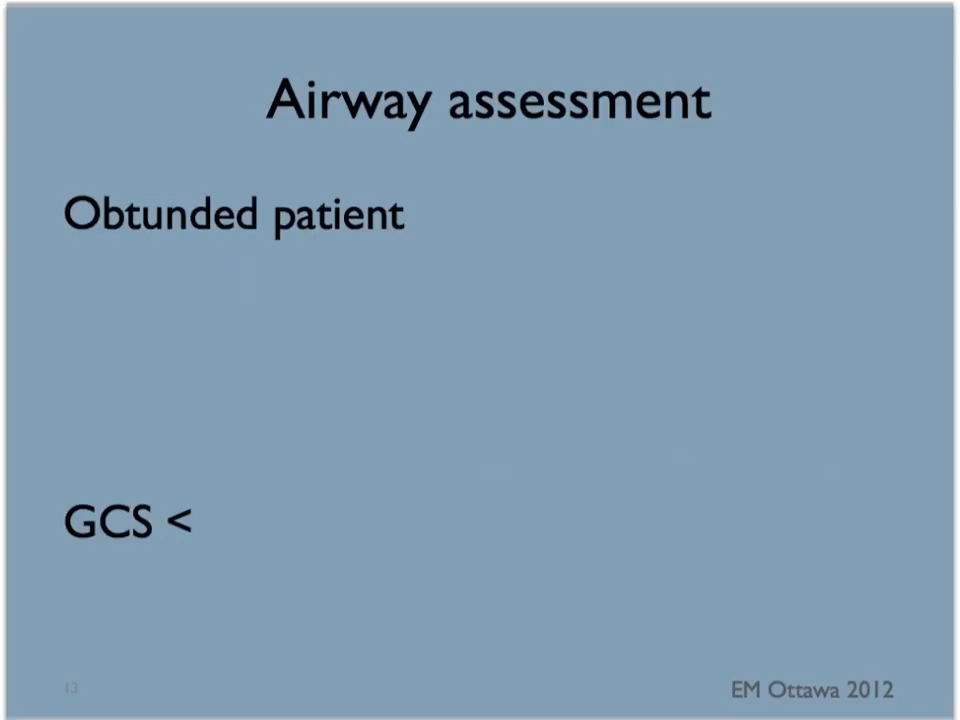 Airway assessment
Obtunded patient
GCS <
13
EM Ottawa 2012